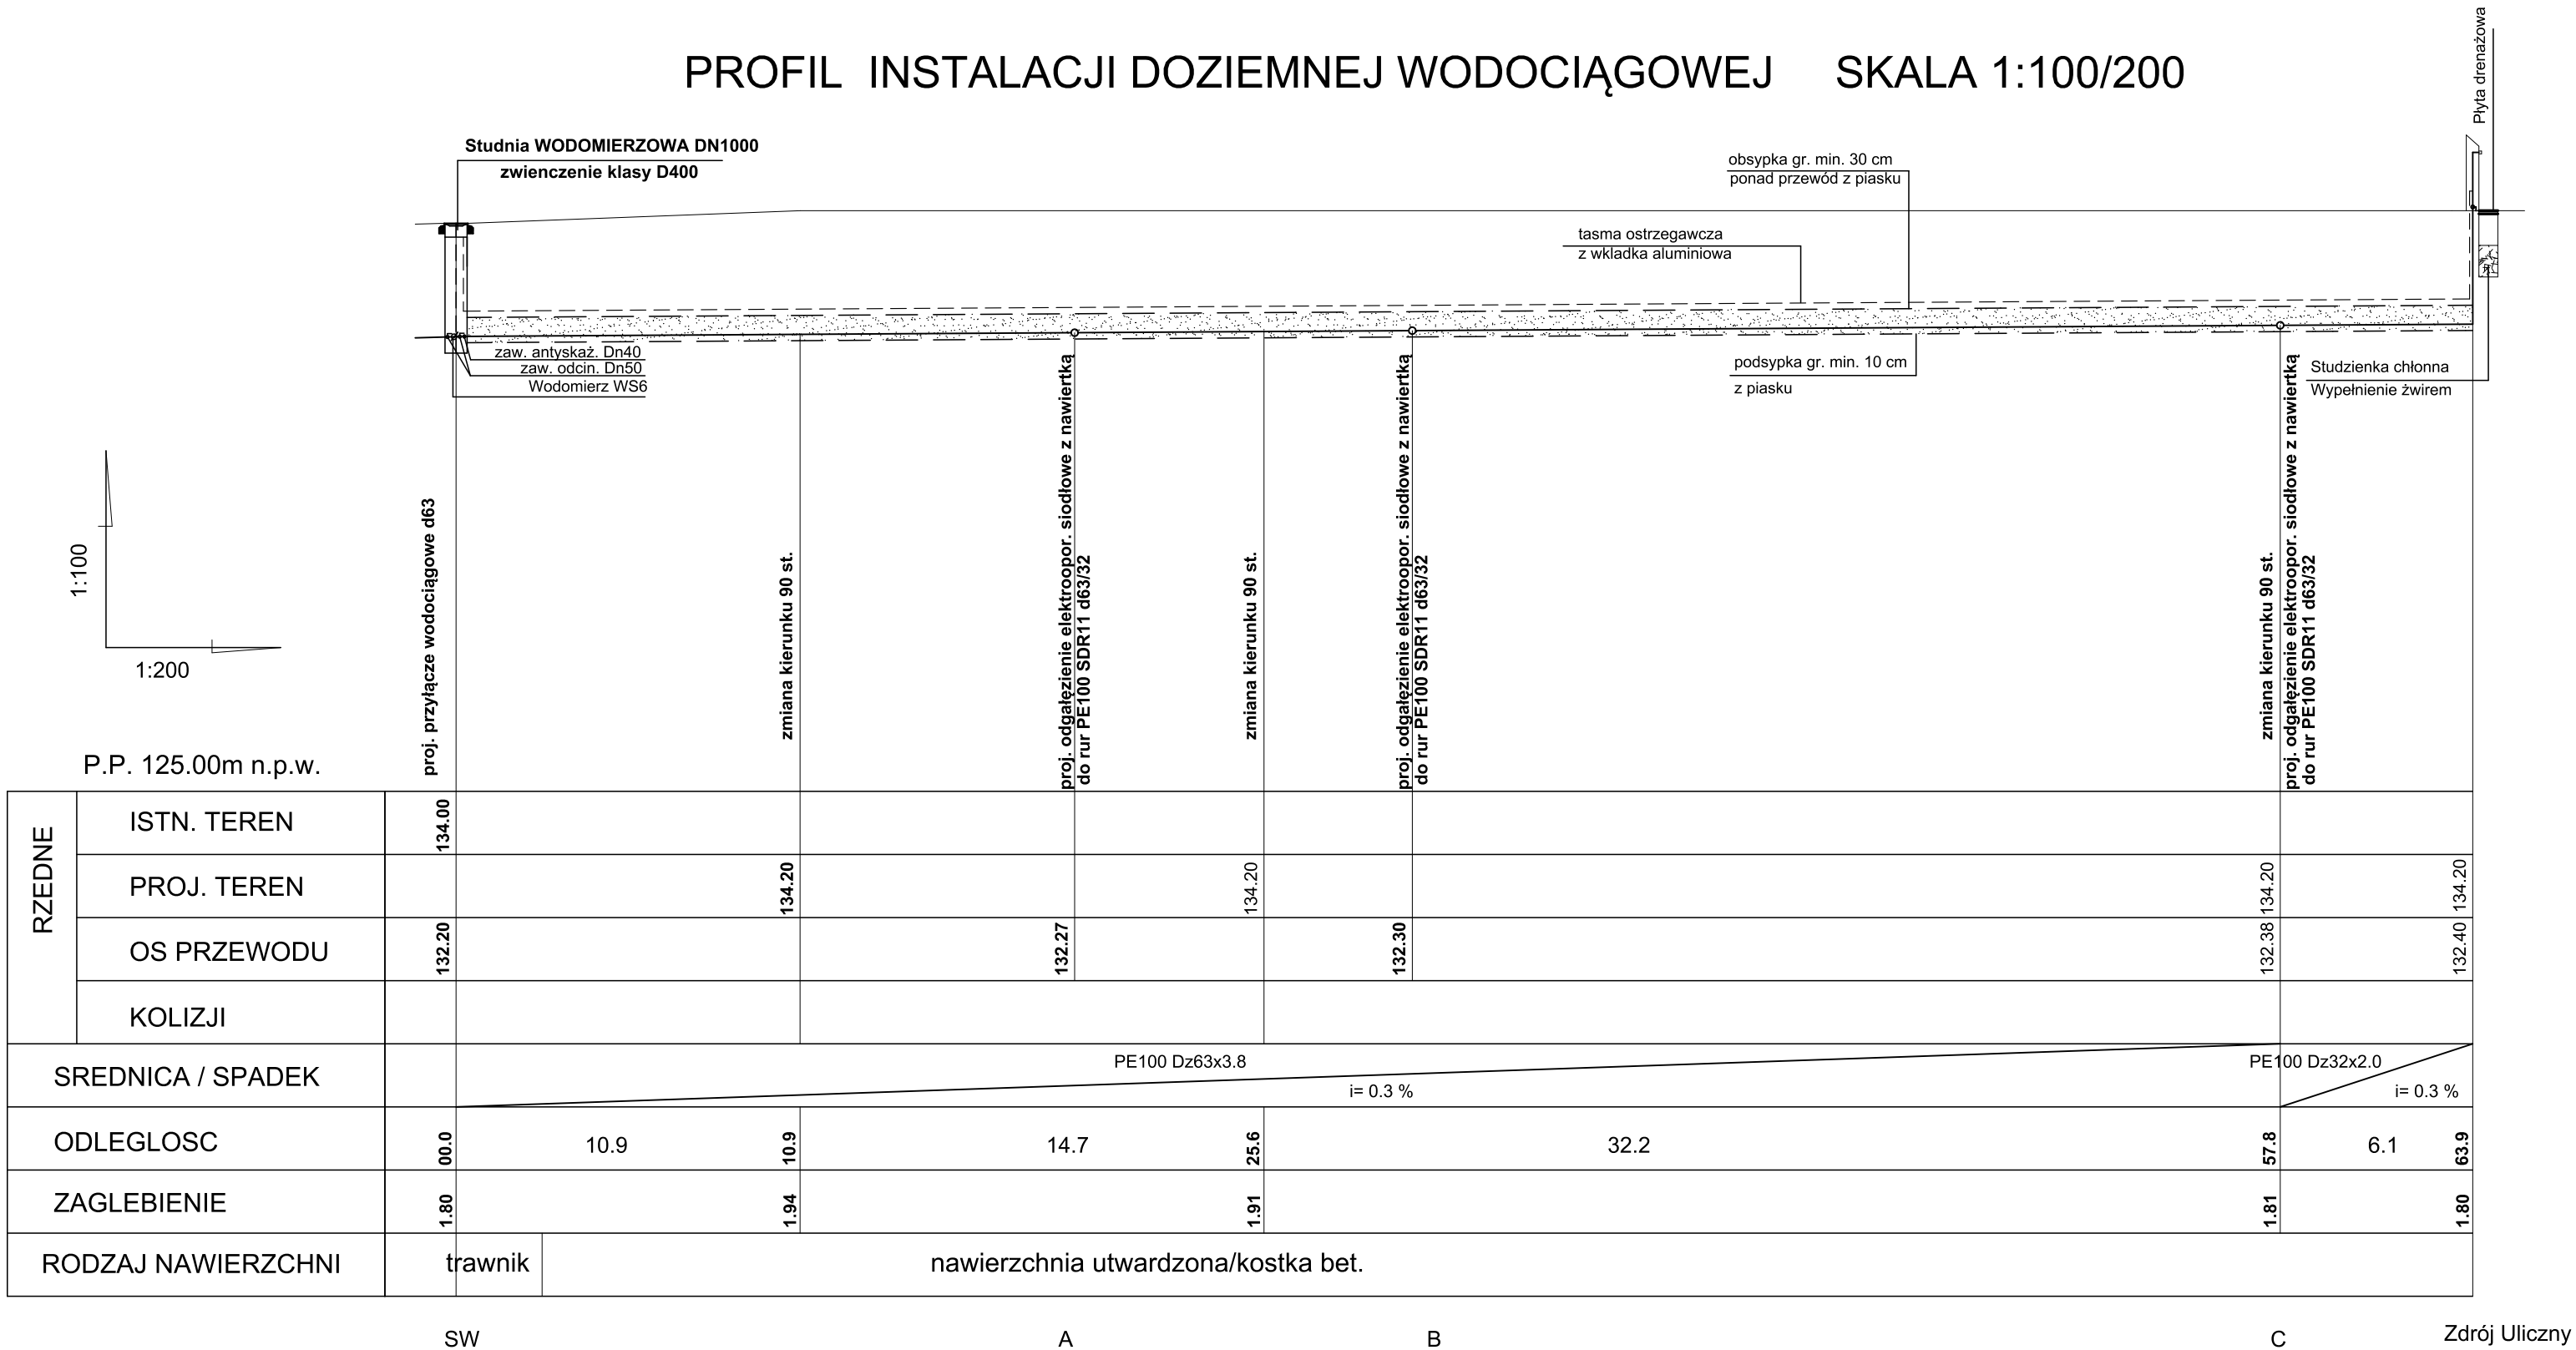 PROFIL INSTALACJI DOZIEMNEJ WODOCIĄGOWEJ SKALA 1:100/200
Płyta drenażowa
Studnia WODOMIERZOWA DN1000
zwienczenie klasy D400
obsypka gr. min. 30 cm
ponad przewód z piasku
tasma ostrzegawcza
z wkladka aluminiowa
zaw. antyskaż. Dn40
zaw. odcin. Dn50
Wodomierz WS6
podsypka gr. min. 10 cm
z piasku
Studzienka chłonna
Wypełnienie żwirem
1:100
1:200
proj. przyłącze wodociągowe d63
zmiana kierunku 90 st.
proj. odgałęzienie elektroopor. siodłowe z nawiertką
do rur PE100 SDR11 d63/32
zmiana kierunku 90 st.
proj. odgałęzienie elektroopor. siodłowe z nawiertką
do rur PE100 SDR11 d63/32
zmiana kierunku 90 st.
proj. odgałęzienie elektroopor. siodłowe z nawiertką
do rur PE100 SDR11 d63/32
P.P. 125.00m n.p.w.
RZEDNE
ISTN. TEREN 134.00
PROJ. TEREN 134.20 134.20 134.20 134.20
OS PRZEWODU 132.20 132.27 132.30 132.38 132.40
KOLIZJI
SREDNICA / SPADEK
PE100 Dz63x3.8 PE100 Dz32x2.0
i= 0.3 % i= 0.3 %
ODLEGLOSC 00.0 10.9 10.9 14.7 25.6 32.2 57.8 6.1 63.9
ZAGLEBIENIE 1.80 1.94 1.91 1.81 1.80
RODZAJ NAWIERZCHNI trawnik nawierzchnia utwardzona/kostka bet.
SW A B C Zdrój Uliczny